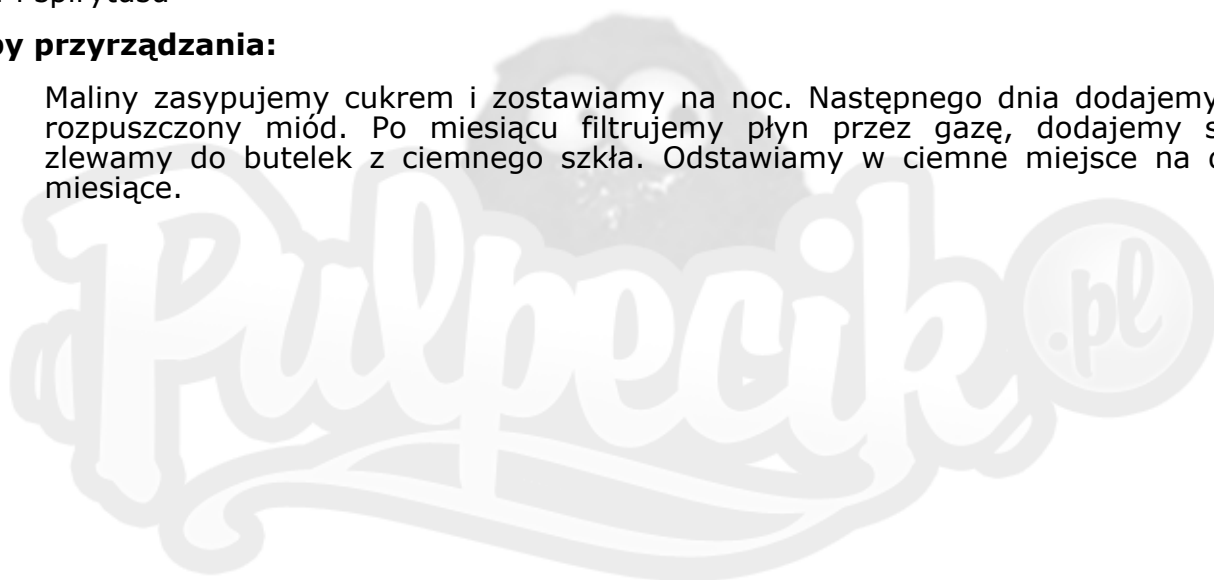 spirytusu
przyrządzania:
Maliny zasypujemy cukrem i zostawiamy na noc. Następnego dnia dodajemy
rozpuszczony miód. Po miesiącu filtrujemy płyn przez gazę, dodajemy s
zlewamy do butelek z ciemnego szkła. Odstawiamy w ciemne miejsce na
miesiące.
Pulpecik .pl